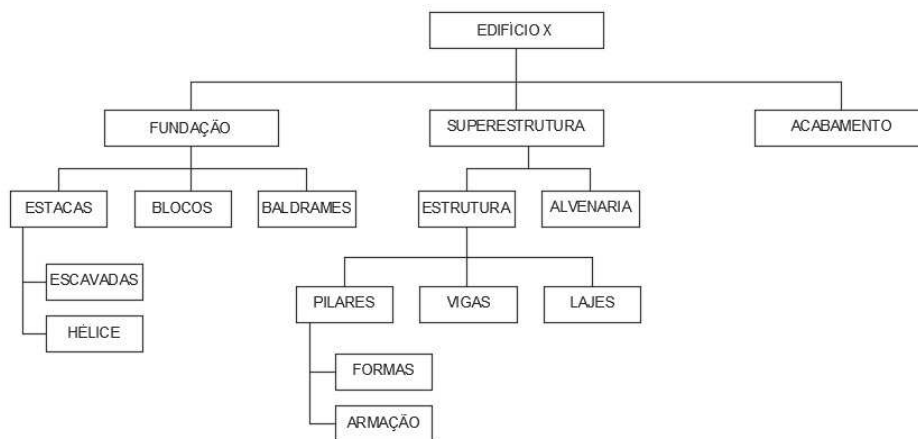 EDIFÍCIO X
FUNDAÇÃO
SUPERESTRUTURA
ACABAMENTO
ESTACAS
BLOCOS
BALDRAMES
ESTRUTURA
ALVENARIA
ESCAVADAS
HÉLICE
PILARES
VIGAS
LAJES
FORMAS
ARMAÇÃO